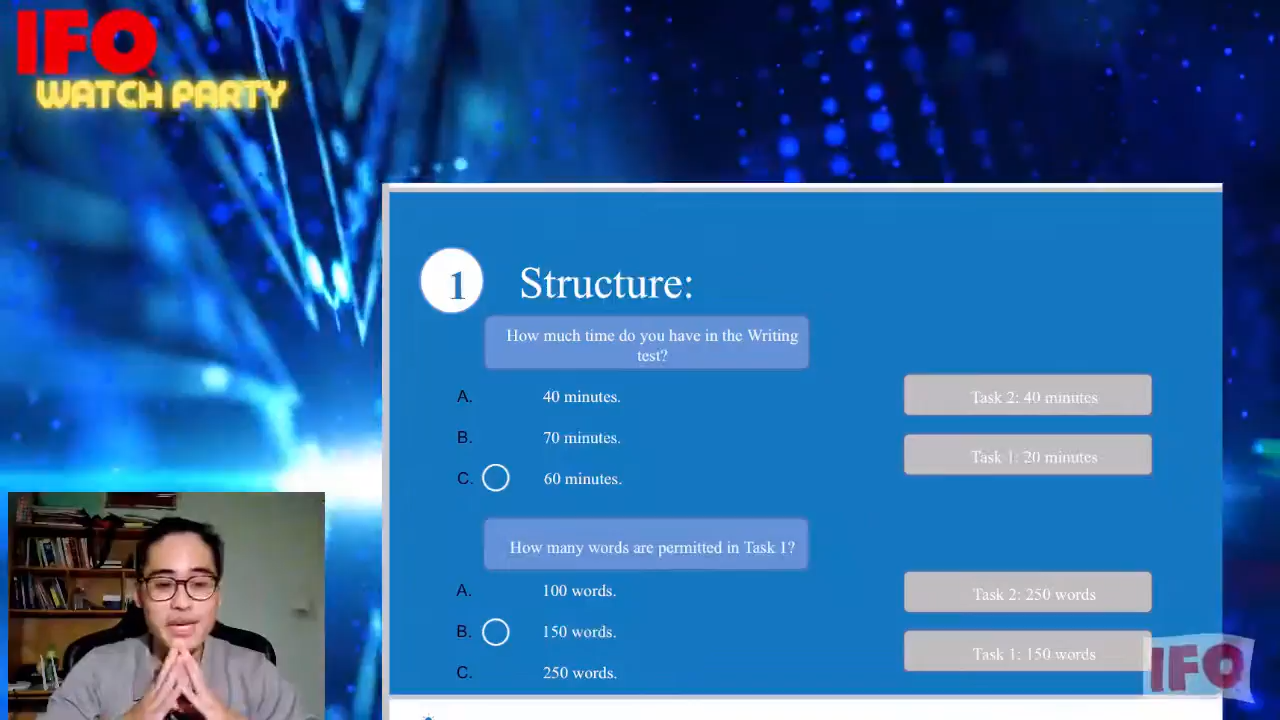 IFO
WATCH PARTY
1
Structure:
How much time do you have in the Writing
test?
A. 40 minutes.
B. 70 minutes.
C. 60 minutes.
Task 2: 40 minutes
Task 1: 20 minutes
How many words are permitted in Task 1?
A. 100 words.
B. 150 words.
C. 250 words.
Task 2: 250 words
Task 1: 150 words
IFO